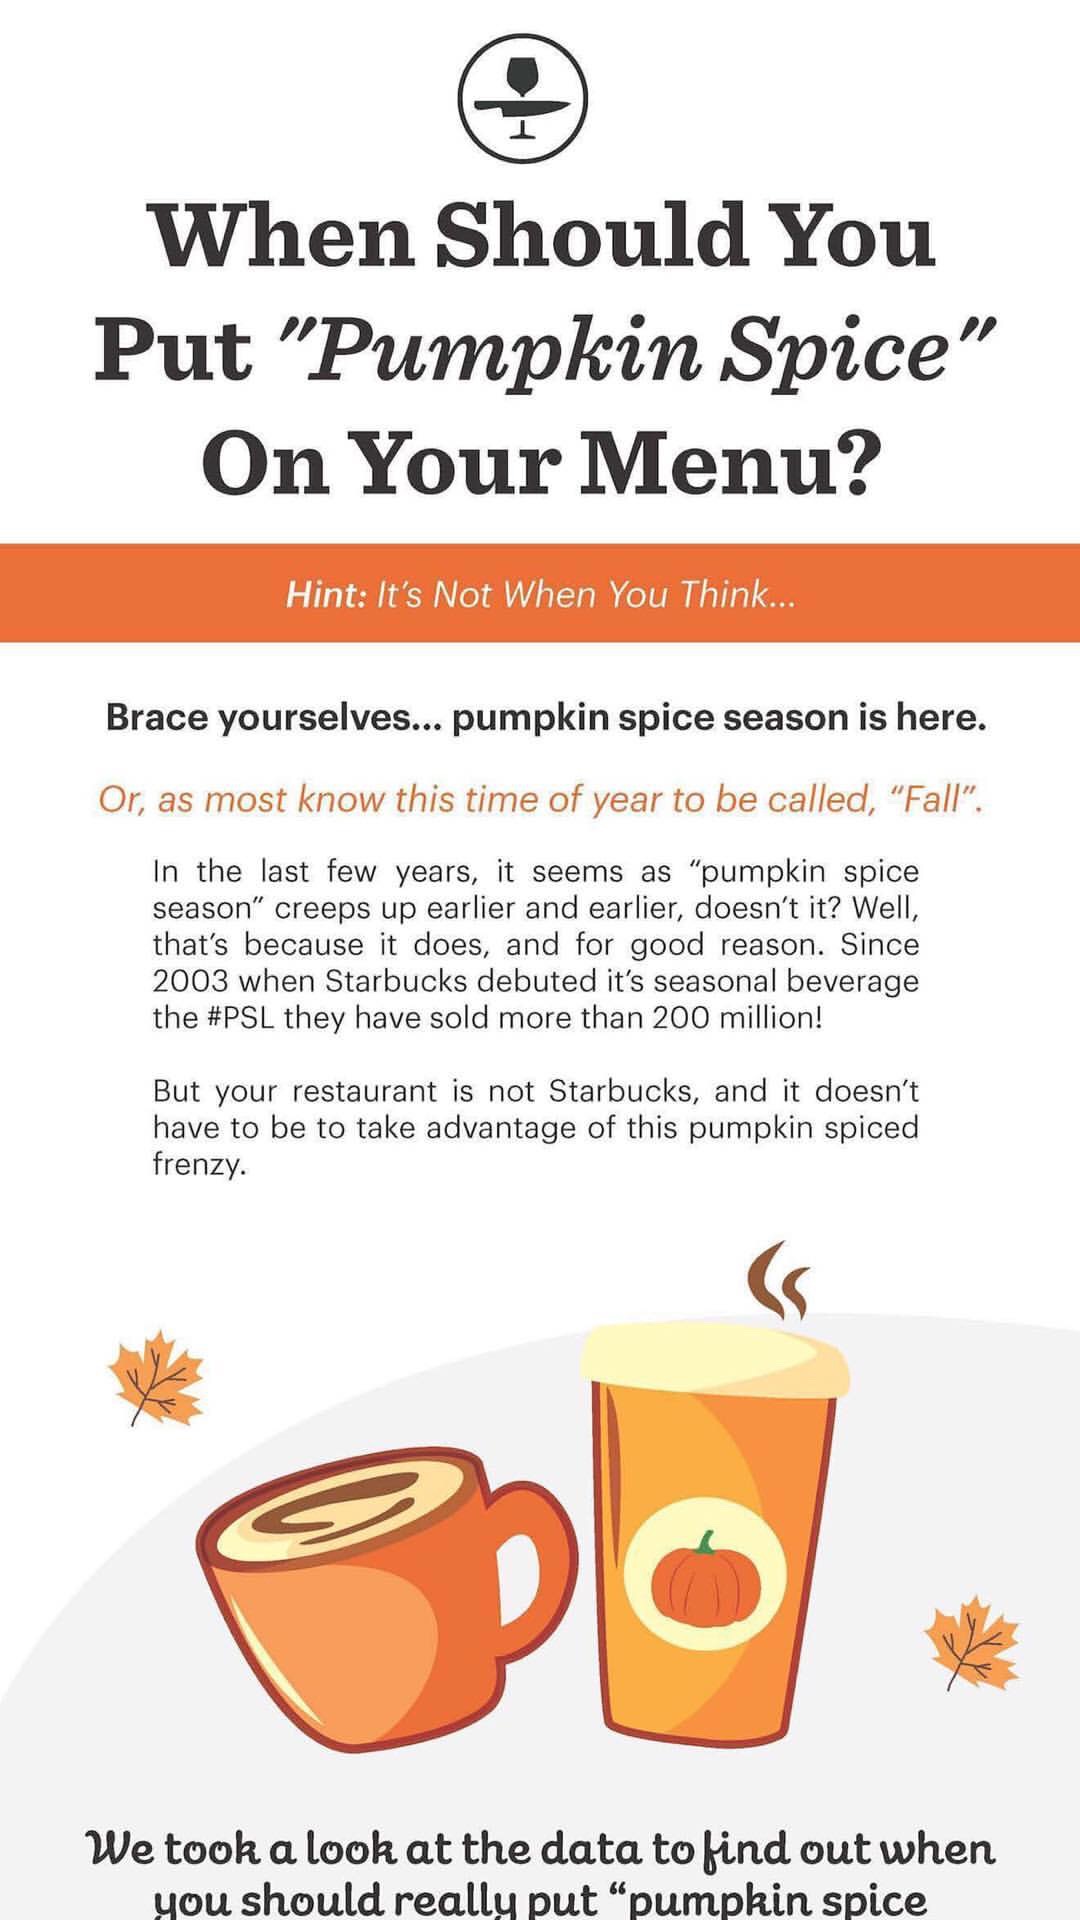 When Should You
Put "Pumpkin Spice"
On Your Menu?
Hint: It's Not When You Think...
Brace yourselves... pumpkin spice season is here.
Or, as most know this time of year to be called, “Fall”.
In the last few years, it seems as “pumpkin spice
season” creeps up earlier and earlier, doesn’t it? Well,
that’s because it does, and for good reason. Since
2003 when Starbucks debuted it’s seasonal beverage
the #PSL they have sold more than 200 million!
But your restaurant is not Starbucks, and it doesn’t
have to be to take advantage of this pumpkin spiced
frenzy.
We took a look at the data to find out when
you should really put “pumpkin spice